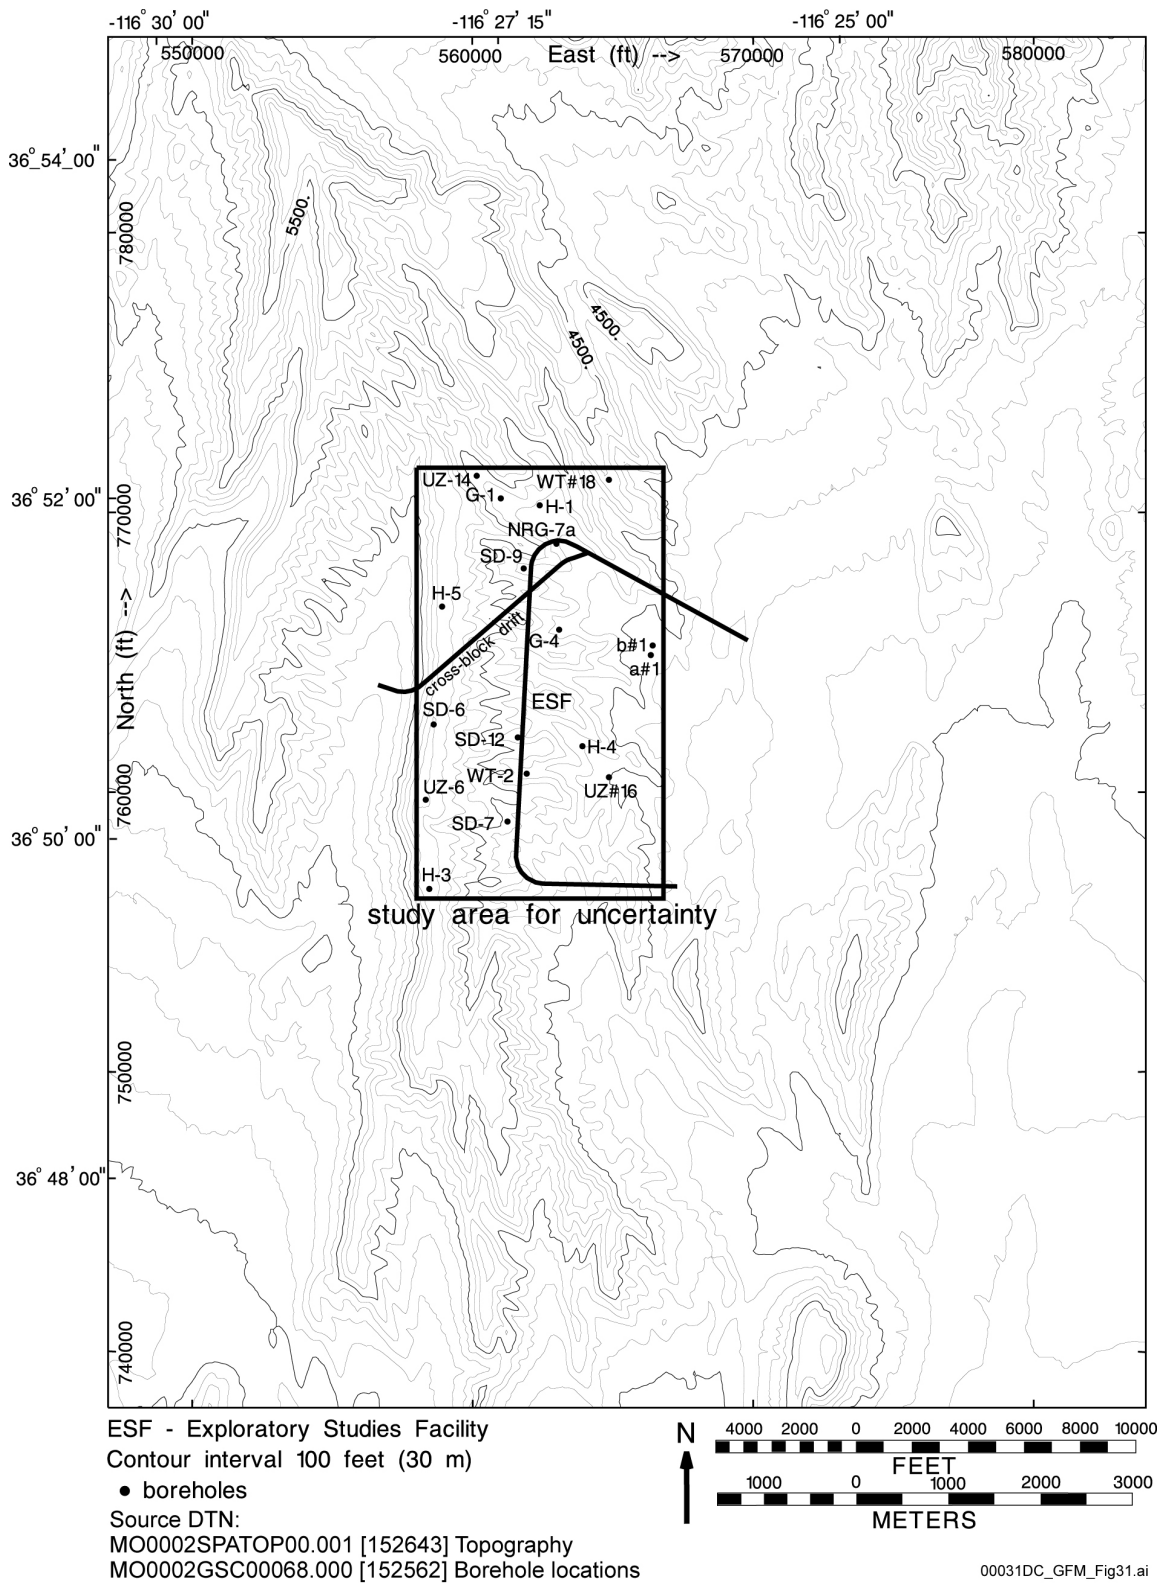 -116° 30' 00"
-116° 27' 15"
-116° 25' 00"
550000
560000
East (ft) -->
570000
580000
36_54' 00"
780000
5500.
4500.
4500.
36° 52' 00"
770000
UZ-14
WT#18
G-1
H-1
NRG-7a
SD-9
H-5
cross-block drift
G-4
b#1
a#1
North (ft) -->
ESF
SD-6
SD-12
H-4
WT-2
UZ-6
UZ#16
760000
SD-7
36° 50' 00"
H-3
study area for uncertainty
750000
36° 48' 00"
740000
ESF - Exploratory Studies Facility
Contour interval 100 feet (30 m)
boreholes
Source DTN:
MO0002SPATOP00.001 [152643] Topography
MO0002GSC00068.000 [152562] Borehole locations
N
4000 2000 0 2000 4000 6000 8000 10000
FEET
1000 0 1000 2000 3000
METERS
00031DC_GFM_Fig31.ai